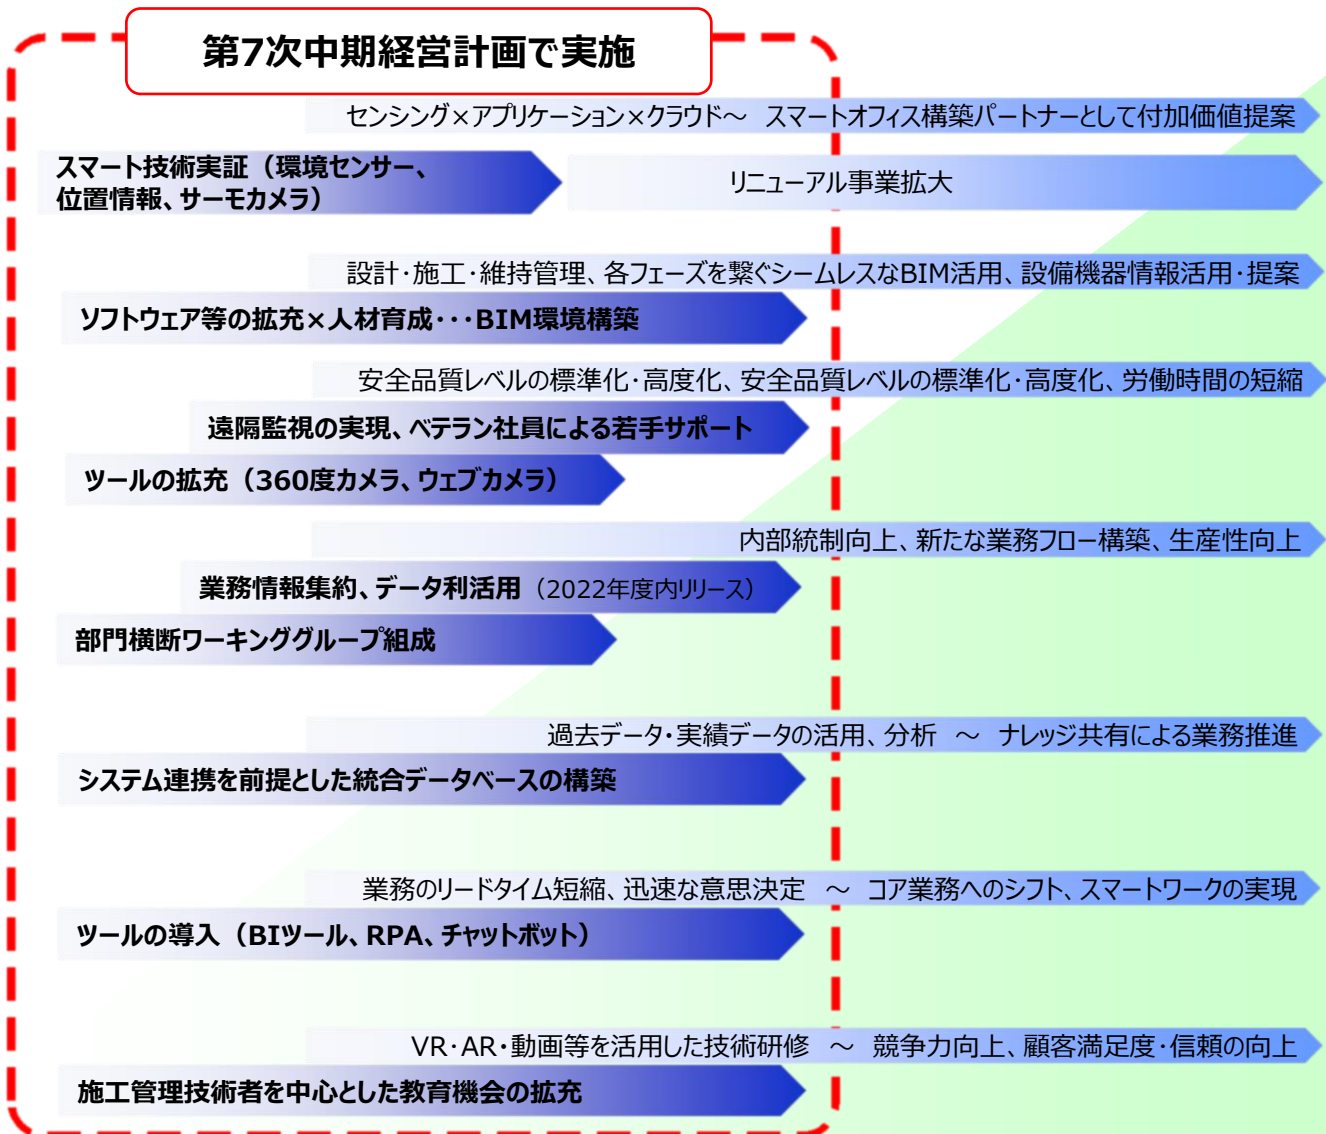 第7次中期経営計画で実施
センシング×アプリケーション×クラウド～ スマートオフィス構築パートナーとして付加価値提案
スマート技術実証（環境センサー、
位置情報、サーモカメラ）
リニューアル事業拡大
設計・施工・維持管理、各フェーズを繋ぐシームレスなBIM活用、設備機器情報活用・提案
ソフトウェア等の拡充×人材育成・・・BIM環境構築
安全品質レベルの標準化・高度化、安全品質レベルの標準化・高度化、労働時間の短縮
遠隔監視の実現、ベテラン社員による若手サポート
ツールの拡充（360度カメラ、ウェブカメラ）
内部統制向上、新たな業務フロー構築、生産性向上
業務情報集約、データ利活用（2022年度内リリース）
部門横断ワーキンググループ組成
過去データ・実績データの活用、分析 ～ ナレッジ共有による業務推進
システム連携を前提とした統合データベースの構築
業務のリードタイム短縮、迅速な意思決定 ～ コア業務へのシフト、スマートワークの実現
ツールの導入（BIツール、RPA、チャットボット）
VR・AR・動画等を活用した技術研修 ～ 競争力向上、顧客満足度・信頼の向上
施工管理技術者を中心とした教育機会の拡充